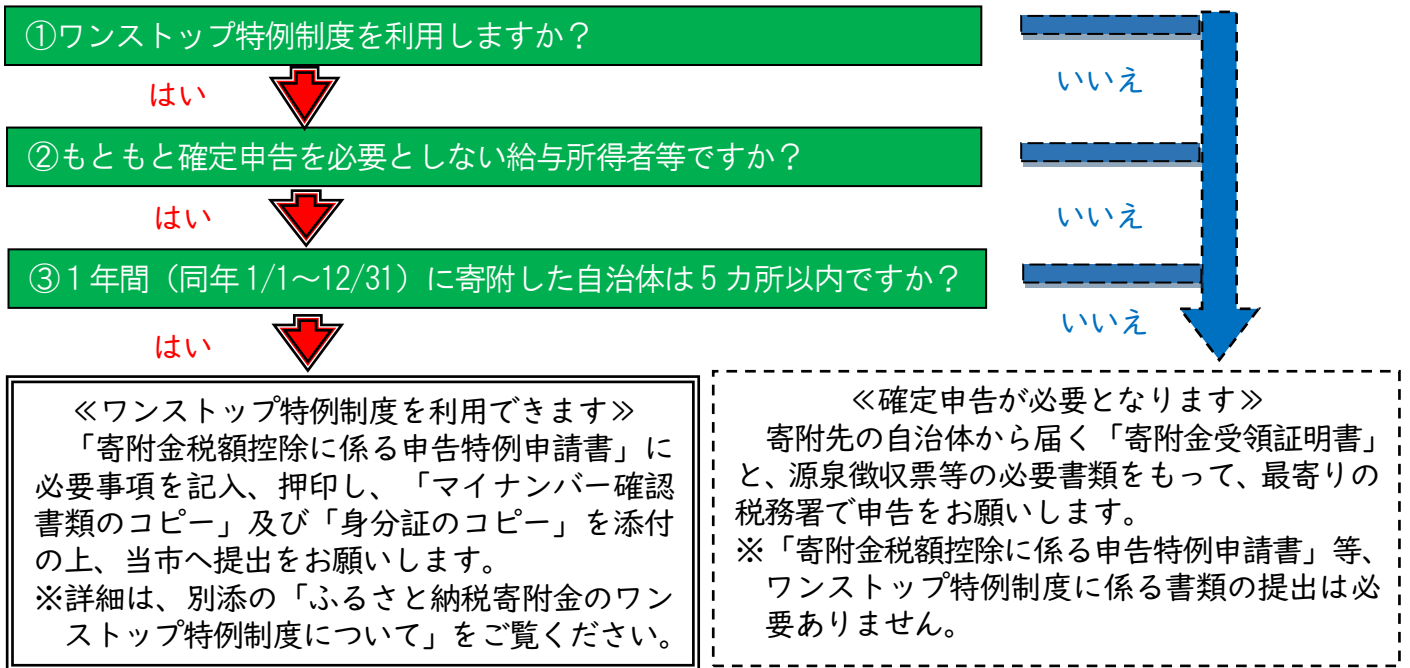 ①ワンストップ特例制度を利用しますか？
はい
いいえ
②もともと確定申告を必要としない給与所得者等ですか？
はい
いいえ
③１年間（同年1/1～12/31）に寄附した自治体は５カ所以内ですか？
はい
いいえ
≪ワンストップ特例制度を利用できます≫
「寄附金税額控除に係る申告特例申請書」に
必要事項を記入、押印し、「マイナンバー確認
書類のコピー」及び「身分証のコピー」を添付
の上、当市へ提出をお願いします。
※詳細は、別添の「ふるさと納税寄附金のワン
ストップ特例制度について」をご覧ください。
≪確定申告が必要となります≫
寄附先の自治体から届く「寄附金受領証明書」
と、源泉徴収票等の必要書類をもって、最寄りの
税務署で申告をお願いします。
※「寄附金税額控除に係る申告特例申請書」等、
ワンストップ特例制度に係る書類の提出は必
要ありません。